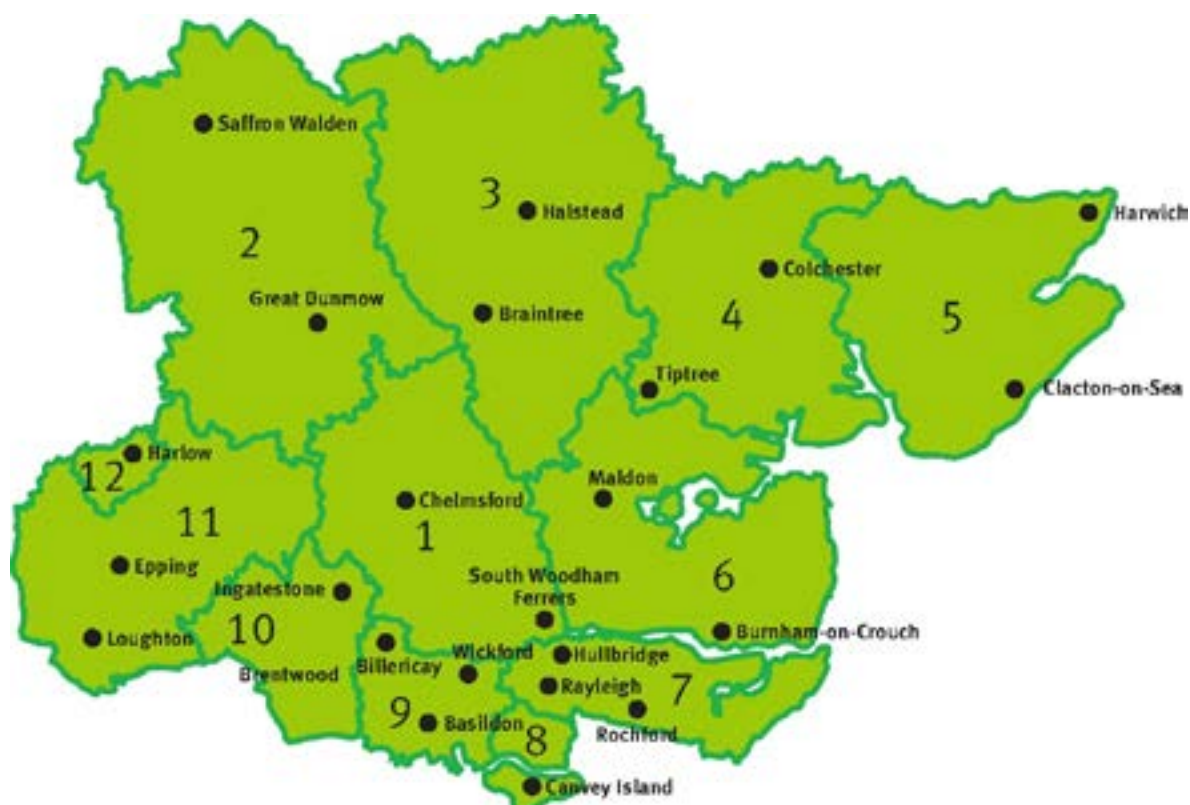 Saffron Walden
3
Halstead
Harwich
2
Colchester
Great Dunmow
Braintree
4
5
Tiptree
Clacton-on-Sea
Harlow
12
Maldon
Chelmsford
11
1
Epping
6
Ingatestone
South Woodham
Ferrers
10
Loughton
Burnham-on-Crouch
Billericay
Wickford
Hullbridge
Brentwood
Rayleigh
7
9
Basildon
Rochford
8
Canvey Island